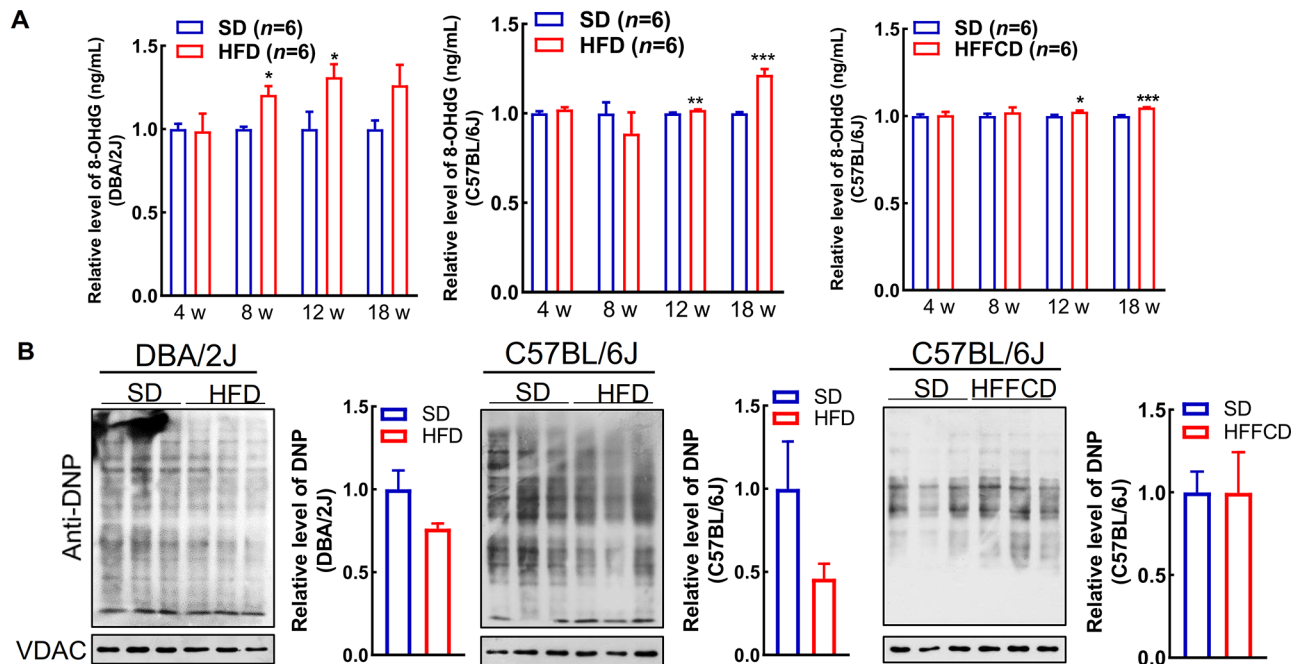 A
Relative level of 8-OHdG (ng/mL)
(DBA/2J)
SD (n=6)
HFD (n=6)
1.5
1.0
0.5
0.0
*
*
4 w
8 w
12 w
18 w
Relative level of 8-OHdG (ng/mL)
(C57BL/6J)
SD (n=6)
HFD (n=6)
1.5
1.0
0.5
0.0
**
***
4 w
8 w
12 w
18 w
Relative level of 8-OHdG (ng/mL)
(C57BL/6J)
SD (n=6)
HFFCD (n=6)
1.5
1.0
0.5
0.0
*
***
4 w
8 w
12 w
18 w
B
DBA/2J
SD
HFD
Anti-DNP
VDAC
Relative level of DNP
(DBA/2J)
SD
HFD
1.5
1.0
0.5
0.0
C57BL/6J
SD
HFD
Relative level of DNP
(C57BL/6J)
SD
HFD
1.5
1.0
0.5
0.0
C57BL/6J
SD
HFFCD
Relative level of DNP
(C57BL/6J)
SD
HFFCD
1.5
1.0
0.5
0.0